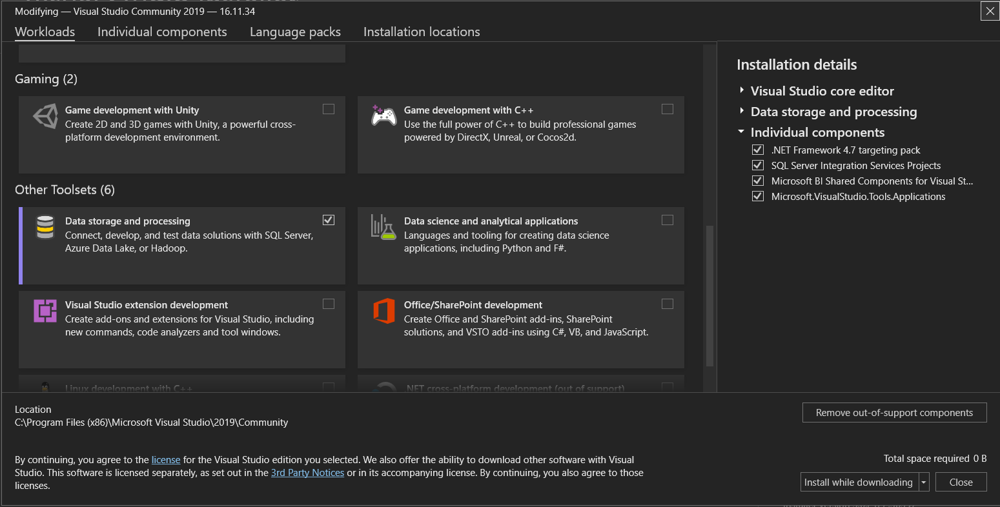 Modifying — Visual Studio Community 2019 — 16.11.34
Workloads
Individual components
Language packs
Installation locations
Gaming (2)
Game development with Unity
Create 2D and 3D games with Unity, a powerful cross-
platform development environment.
Game development with C++
Use the full power of C++ to build professional games
powered by DirectX, Unreal, or Cocos2d.
Other Toolsets (6)
Data storage and processing
Connect, develop, and test data solutions with SQL Server,
Azure Data Lake, or Hadoop.
Data science and analytical applications
Languages and tooling for creating data science
applications, including Python and F#.
Visual Studio extension development
Create add-ons and extensions for Visual Studio, including
new commands, code analyzers and tool windows.
Office/SharePoint development
Create Office and SharePoint add-ins, SharePoint
solutions, and VSTO add-ins using C#, VB, and JavaScript.
Linux development with C++
.NET cross-platform development (out of support)
Installation details
Visual Studio core editor
Data storage and processing
Individual components
.NET Framework 4.7 targeting pack
SQL Server Integration Services Projects
Microsoft BI Shared Components for Visual St...
Microsoft.VisualStudio.Tools.Applications
Location
C:\Program Files (x86)\Microsoft Visual Studio\2019\Community
Remove out-of-support components
By continuing, you agree to the license for the Visual Studio edition you selected. We also offer the ability to download other software with Visual
Studio. This software is licensed separately, as set out in the 3rd Party Notices or in its accompanying license. By continuing, you also agree to those
licenses.
Total space required 0 B
Install while downloading
Close